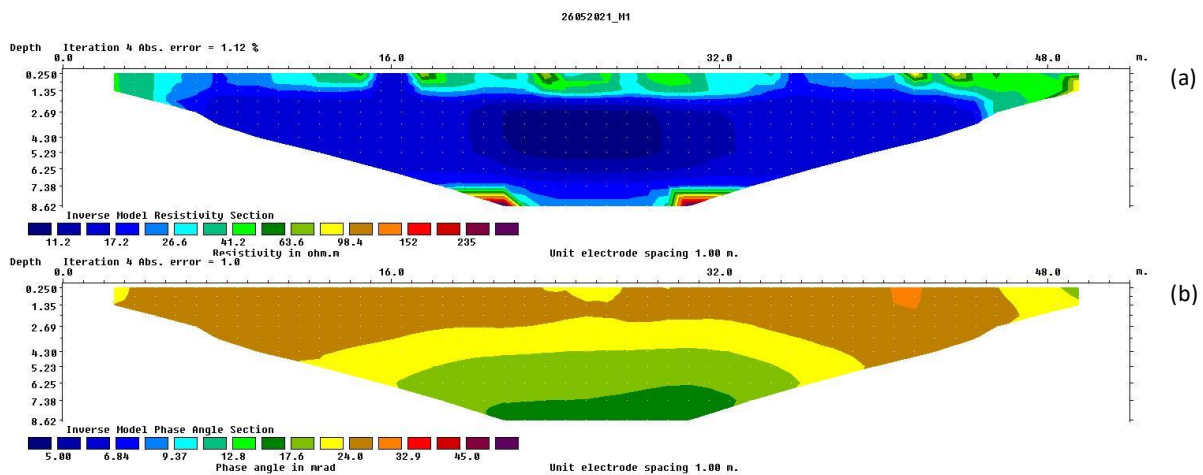 26052021_M1
Depth Iteration 4 Abs. error = 1.12 %
0.0 16.0 32.0 48.0 m.
0.250
1.35
2.69
4.30
5.23
6.25
7.38
8.62
(a)
Inverse Model Resistivity Section
11.2 17.2 26.6 41.2 63.6 98.4 152 235
Resistivity in ohm.m Unit electrode spacing 1.00 m.
Depth Iteration 4 Abs. error = 1.0
0.0 16.0 32.0 48.0 m.
0.250
1.35
2.69
4.30
5.23
6.25
7.38
8.62
(b)
Inverse Model Phase Angle Section
5.00 6.84 9.37 12.8 17.6 24.0 32.9 45.0
Phase angle in mrad Unit electrode spacing 1.00 m.